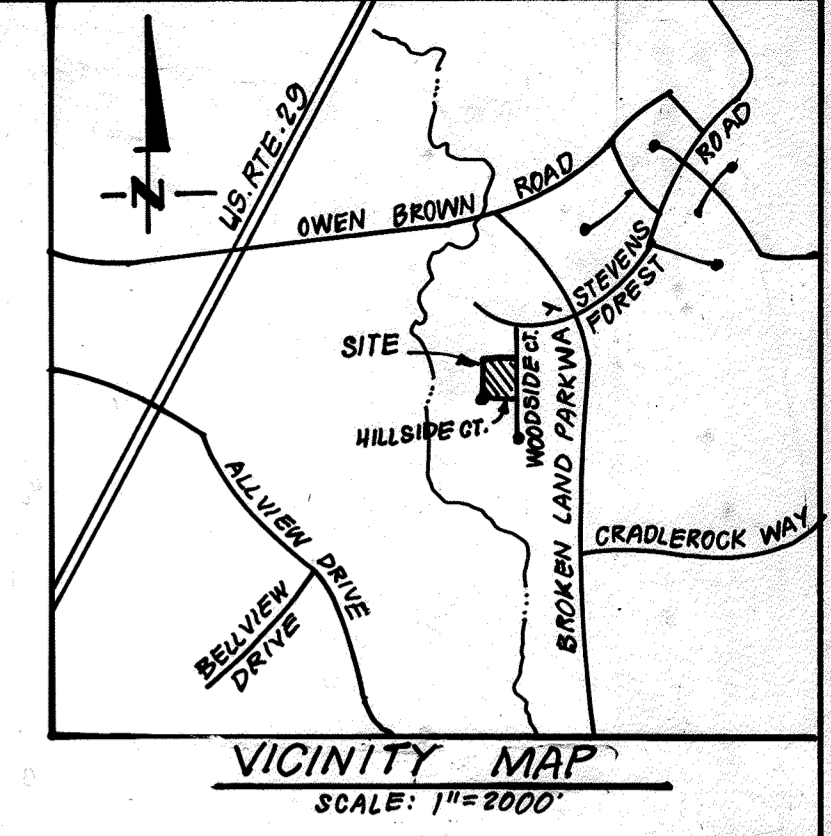 N
U.S. RTE. 29
OWEN BROWN ROAD
ROAD
STEVENS
FOREST
SITE
HILLSIDE CT.
WOODSIDE CT.
BROKEN LAND PARKWAY
CRADLEROCK WAY
ALLVIEW DRIVE
BELLVIEW
DRIVE
VICINITY MAP
SCALE: 1"=2000'